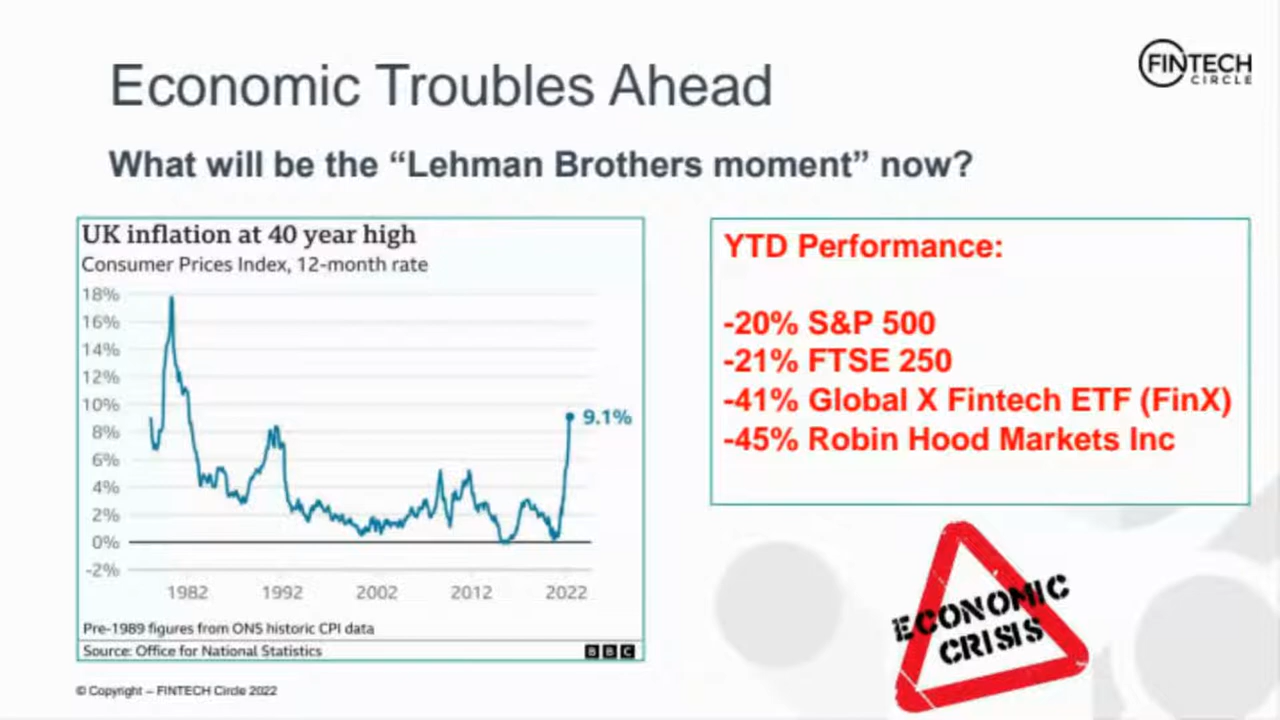 FINTECH
CIRCLE
Economic Troubles Ahead
What will be the “Lehman Brothers moment” now?
UK inflation at 40 year high
Consumer Prices Index, 12-month rate
18%
16%
14%
12%
10%
8%
6%
4%
2%
0%
-2%
9.1%
1982 1992 2002 2012 2022
Pre-1989 figures from ONS historic CPI data
Source: Office for National Statistics
BBC
YTD Performance:
-20% S&P 500
-21% FTSE 250
-41% Global X Fintech ETF (FinX)
-45% Robin Hood Markets Inc
ECONOMIC
CRISIS
© Copyright – FINTECH Circle 2022